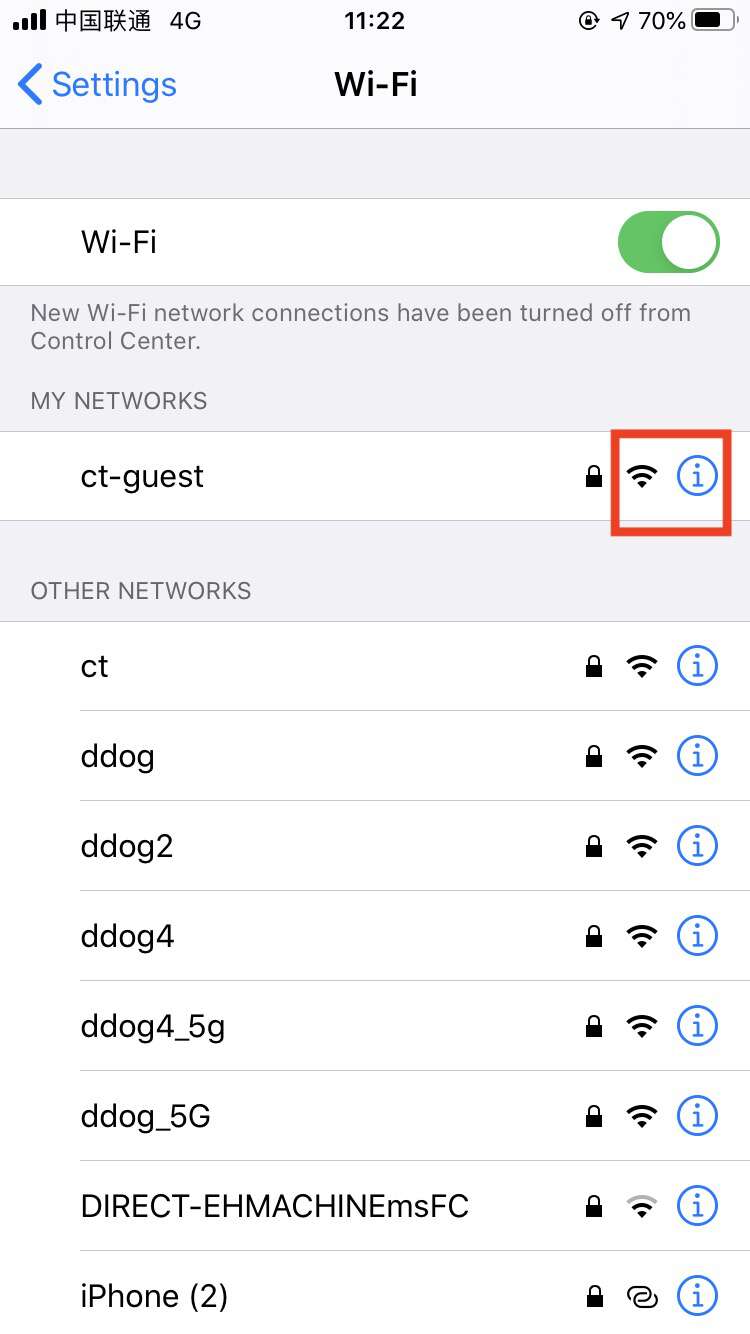 中国联通 4G 11:22 70%
Settings Wi-Fi
Wi-Fi
New Wi-Fi network connections have been turned off from
Control Center.
MY NETWORKS
ct-guest
OTHER NETWORKS
ct
ddog
ddog2
ddog4
ddog4_5g
ddog_5G
DIRECT-EHMACHINEmsFC
iPhone (2)